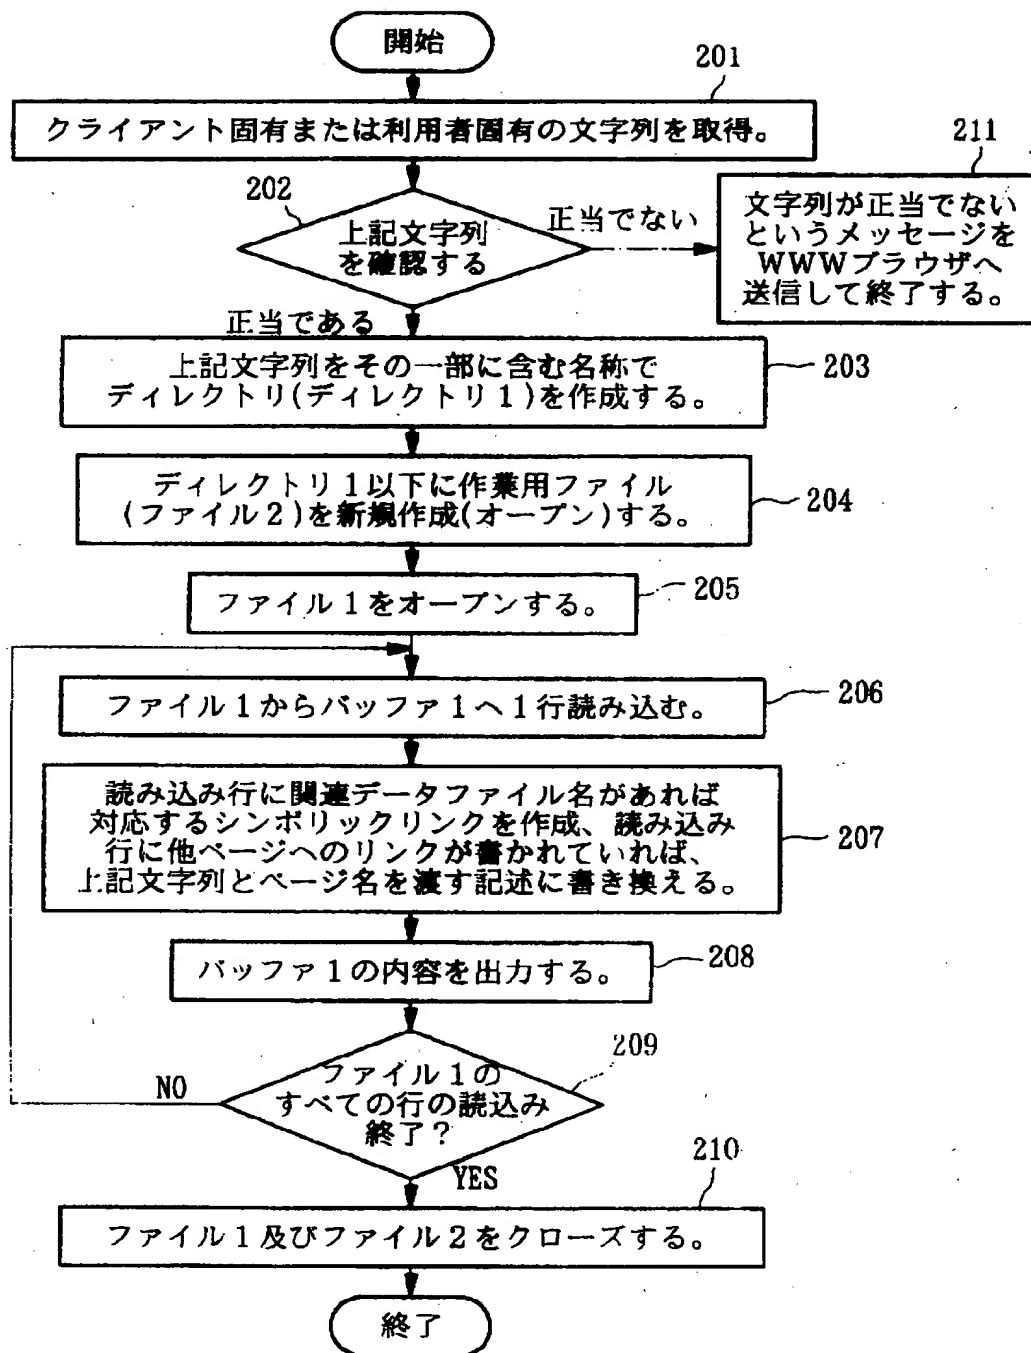 開始
201
クライアント固有または利用者固有の文字列を取得。
202
上記文字列
を確認する
正当でない
211
文字列が正当でない
というメッセージを
WWWブラウザへ
送信して終了する。
正当である
上記文字列をその一部に含む名称で
ディレクトリ(ディレクトリ1)を作成する。
203
ディレクトリ1以下に作業用ファイル
(ファイル2)を新規作成(オープン)する。
204
ファイル1をオープンする。
205
ファイル1からバッファ1へ1行読み込む。
206
読み込み行に関連データファイル名があれば
対応するシンボリックリンクを作成、読み込み
行に他ページへのリンクが書かれていれば、
上記文字列とページ名を渡す記述に書き換える。
207
バッファ1の内容を出力する。
208
ファイル1の
すべての行の読込み
終了?
209
NO
YES
210
ファイル1及びファイル2をクローズする。
終了